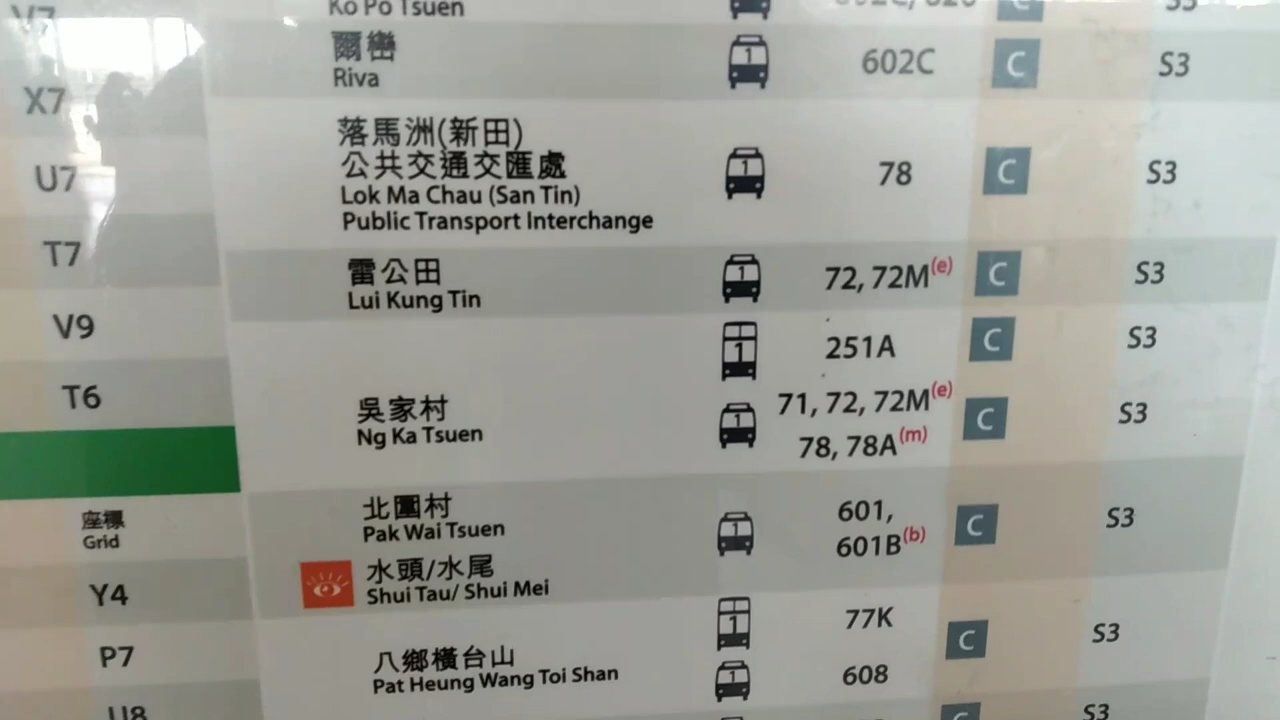 V7
Ko Po Tsuen
C
S3
爾巒
Riva
602C
C
S3
X7
落馬洲(新田)
公共交通交匯處
Lok Ma Chau (San Tin)
Public Transport Interchange
78
C
S3
U7
雷公田
Lui Kung Tin
72, 72M(e)
C
S3
T7
251A
C
S3
V9
吳家村
Ng Ka Tsuen
71, 72, 72M(e)
78, 78A(m)
C
S3
T6
北圍村
Pak Wai Tsuen
水頭/水尾
Shui Tau/ Shui Mei
601,
601B(b)
C
S3
座標
Grid
Y4
八鄉橫台山
Pat Heung Wang Toi Shan
77K
608
C
S3
P7
U8
C
S3